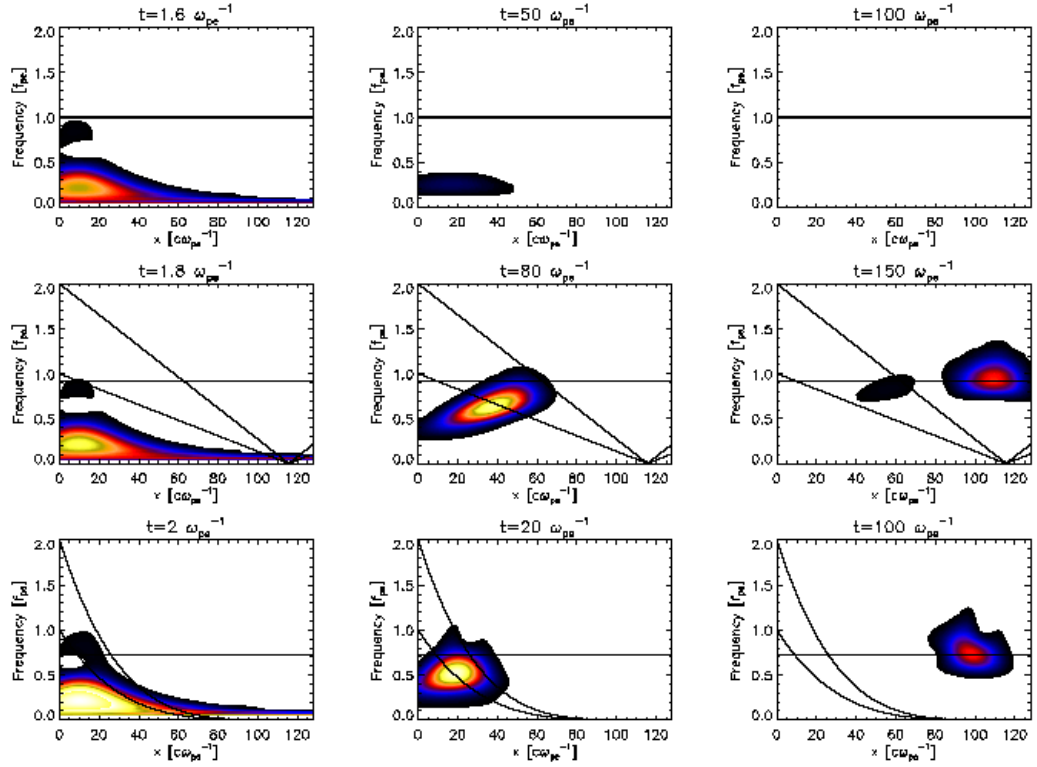 t=1.6 ω_pe^-1
Frequency [f_pe]
2.0
1.5
1.0
0.5
0.0
0 20 40 60 80 100 120
x [cω_pe^-1]
t=50 ω_pe^-1
Frequency [f_pe]
2.0
1.5
1.0
0.5
0.0
0 20 40 60 80 100 120
x [cω_pe^-1]
t=100 ω_pe^-1
Frequency [f_pe]
2.0
1.5
1.0
0.5
0.0
0 20 40 60 80 100 120
x [cω_pe^-1]
t=1.8 ω_pe^-1
Frequency [f_pe]
2.0
1.5
1.0
0.5
0.0
0 20 40 60 80 100 120
x [cω_pe^-1]
t=80 ω_pe^-1
Frequency [f_pe]
2.0
1.5
1.0
0.5
0.0
0 20 40 60 80 100 120
x [cω_pe^-1]
t=150 ω_pe^-1
Frequency [f_pe]
2.0
1.5
1.0
0.5
0.0
0 20 40 60 80 100 120
x [cω_pe^-1]
t=2 ω_pe^-1
Frequency [f_pe]
2.0
1.5
1.0
0.5
0.0
0 20 40 60 80 100 120
x [cω_pe^-1]
t=20 ω_pe^-1
Frequency [f_pe]
2.0
1.5
1.0
0.5
0.0
0 20 40 60 80 100 120
x [cω_pe^-1]
t=100 ω_pe^-1
Frequency [f_pe]
2.0
1.5
1.0
0.5
0.0
0 20 40 60 80 100 120
x [cω_pe^-1]